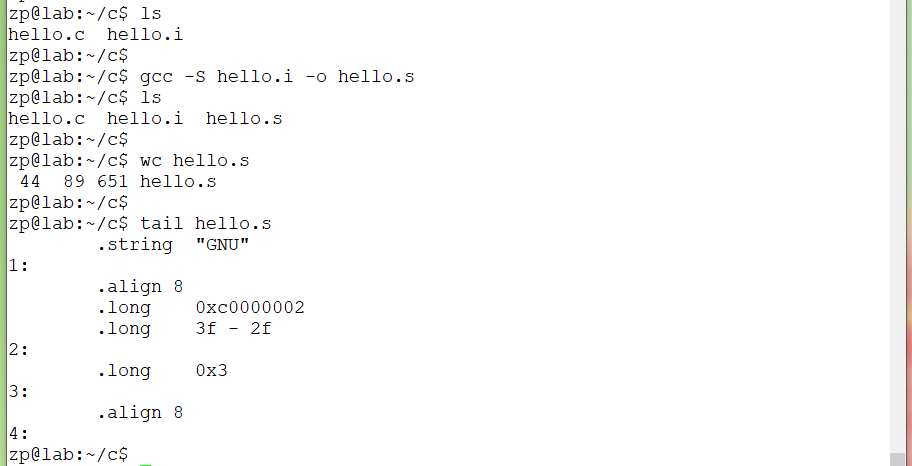 zp@lab:~/c$ ls
hello.c  hello.i
zp@lab:~/c$
zp@lab:~/c$ gcc -S hello.i -o hello.s
zp@lab:~/c$ ls
hello.c  hello.i  hello.s
zp@lab:~/c$
zp@lab:~/c$ wc hello.s
 44  89 651 hello.s
zp@lab:~/c$
zp@lab:~/c$ tail hello.s
        .string  "GNU"
1:
        .align 8
        .long    0xc0000002
        .long    3f - 2f
2:
        .long    0x3
3:
        .align 8
4:
zp@lab:~/c$ _